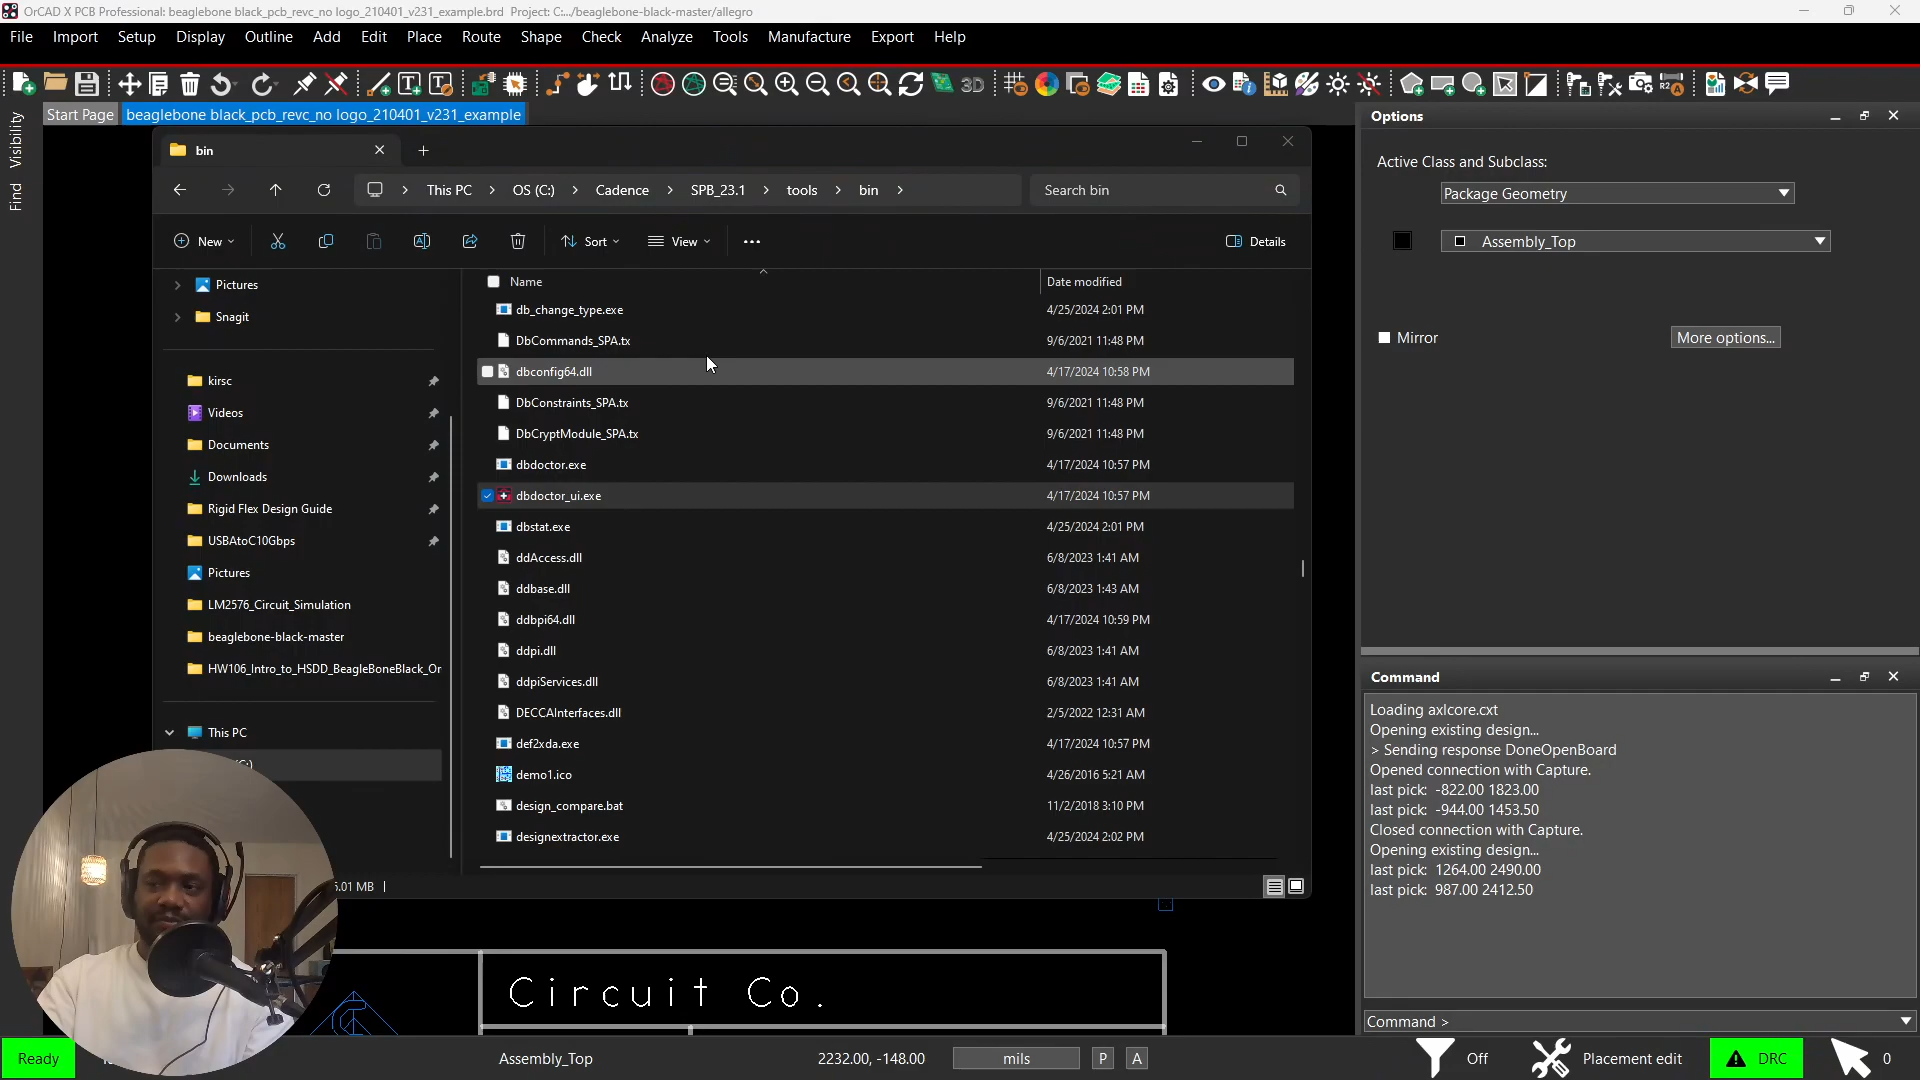 OrCAD X PCB Professional: beaglebone black_pcb_revc_no logo_210401_v231_example.brd Project: C:.../beaglebone-black-master/allegro
File Import Setup Display Outline Add Edit Place Route Shape Check Analyze Tools Manufacture Export Help
3D
Start Page
beaglebone black_pcb_revc_no logo_210401_v231_example
Visibility
Find
bin
This PC > OS (C:) > Cadence > SPB_23.1 > tools > bin >
Search bin
New
Sort
View
Details
Pictures
Snagit
kirsc
Videos
Documents
Downloads
Rigid Flex Design Guide
USBAtoC10Gbps
Pictures
LM2576_Circuit_Simulation
beaglebone-black-master
HW106_Intro_to_HSDD_BeagleBoneBlack_Or
This PC
Name Date modified
db_change_type.exe 4/25/2024 2:01 PM
DbCommands_SPA.tx 9/6/2021 11:48 PM
dbconfig64.dll 4/17/2024 10:58 PM
DbConstraints_SPA.tx 9/6/2021 11:48 PM
DbCryptModule_SPA.tx 9/6/2021 11:48 PM
dbdoctor.exe 4/17/2024 10:57 PM
dbdoctor_ui.exe 4/17/2024 10:57 PM
dbstat.exe 4/25/2024 2:01 PM
ddAccess.dll 6/8/2023 1:41 AM
ddbase.dll 6/8/2023 1:43 AM
ddbpi64.dll 4/17/2024 10:59 PM
ddpi.dll 6/8/2023 1:41 AM
ddpiServices.dll 6/8/2023 1:41 AM
DECCAInterfaces.dll 2/5/2022 12:31 AM
def2xda.exe 4/17/2024 10:57 PM
demo1.ico 4/26/2016 5:21 AM
design_compare.bat 11/2/2018 3:10 PM
designextractor.exe 4/25/2024 2:02 PM
Options
Active Class and Subclass:
Package Geometry
Assembly_Top
Mirror
More options...
Command
Loading axlcore.cxt
Opening existing design...
> Sending response DoneOpenBoard
Opened connection with Capture.
last pick: -822.00 1823.00
last pick: -944.00 1453.50
Closed connection with Capture.
Opening existing design...
last pick: 1264.00 2490.00
last pick: 987.00 2412.50
Command >
Circuit Co.
Ready
Assembly_Top
2232.00, -148.00
mils
P
A
Off
Placement edit
DRC
0